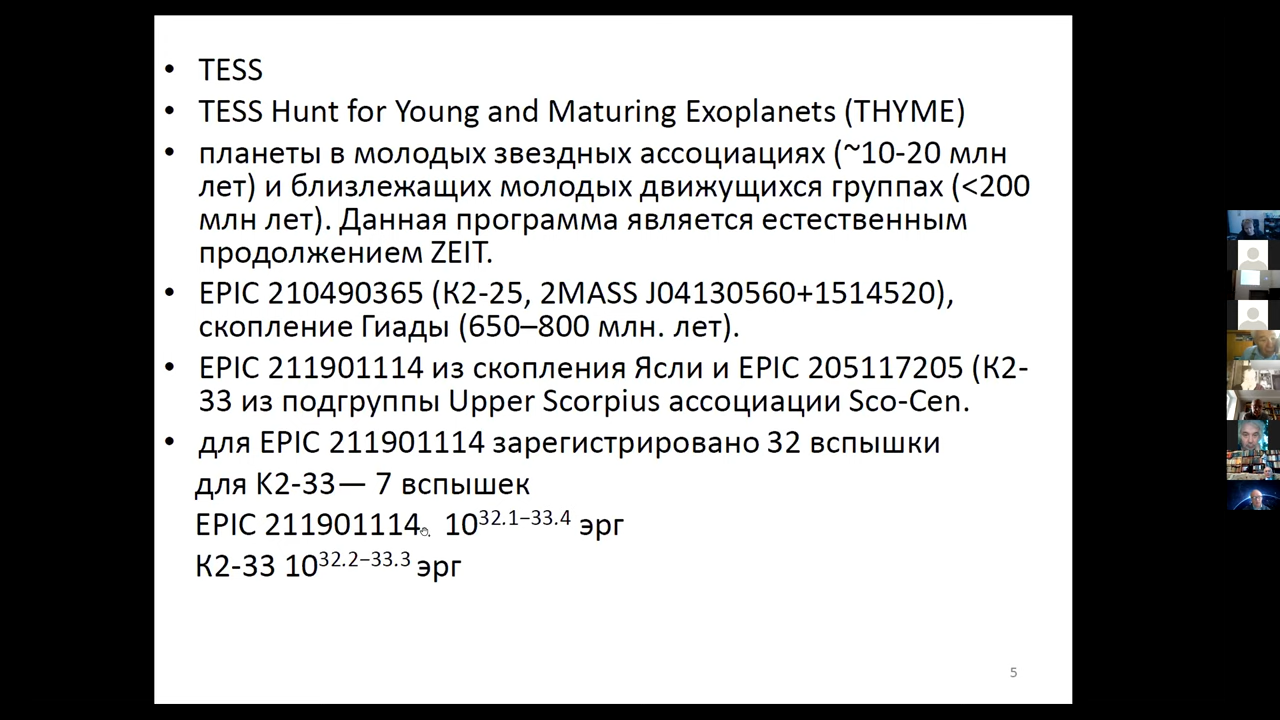 • TESS
• TESS Hunt for Young and Maturing Exoplanets (THYME)
• планеты в молодых звездных ассоциациях (~10-20 млн
лет) и близлежащих молодых движущихся группах (<200
млн лет). Данная программа является естественным
продолжением ZEIT.
• EPIC 210490365 (К2-25, 2MASS J04130560+1514520),
скопление Гиады (650–800 млн. лет).
• EPIC 211901114 из скопления Ясли и EPIC 205117205 (К2-
33 из подгруппы Upper Scorpius ассоциации Sco-Cen.
• для EPIC 211901114 зарегистрировано 32 вспышки
для K2-33— 7 вспышек
EPIC 211901114 10^32.1−33.4 эрг
К2-33 10^32.2−33.3 эрг
5